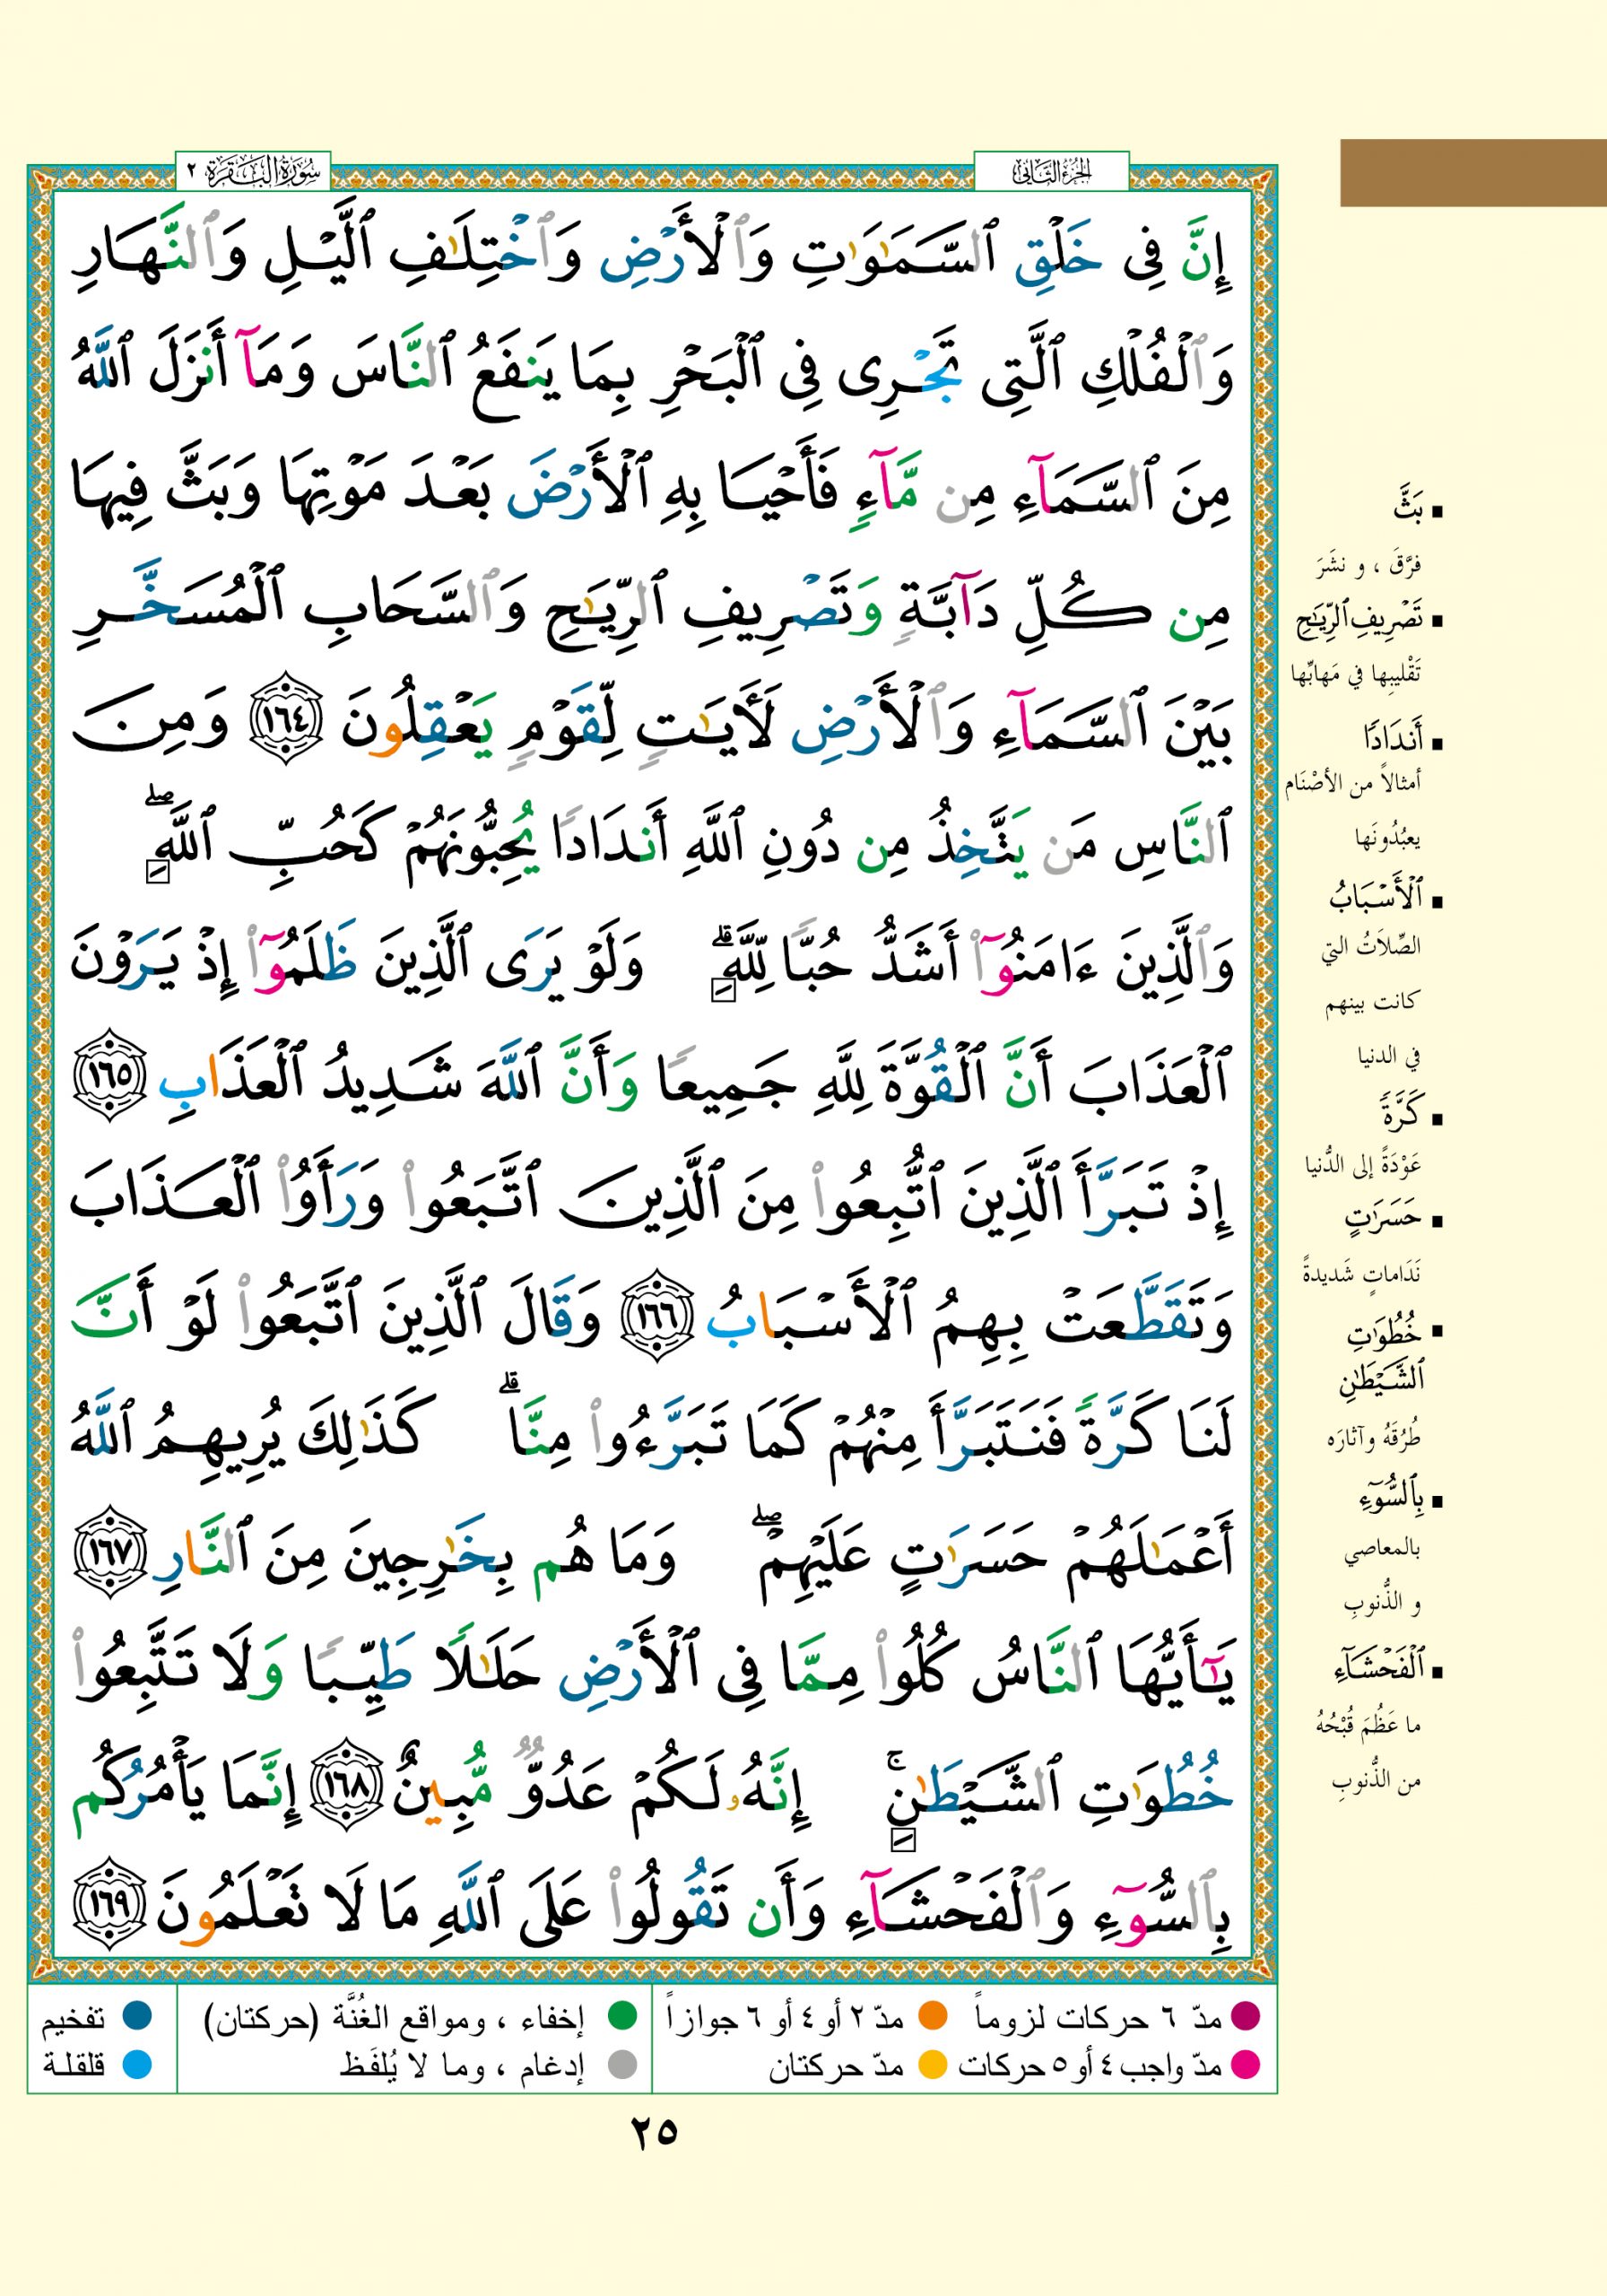 سُورَةُ البَقَرَة ٢
الجُزءُ الثَّانِي
إِنَّ فِى خَلْقِ ٱلسَّمَـٰوَٰتِ وَٱلْأَرْضِ وَٱخْتِلَـٰفِ ٱلَّيْلِ وَٱلنَّهَارِ
وَٱلْفُلْكِ ٱلَّتِى تَجْرِى فِى ٱلْبَحْرِ بِمَا يَنفَعُ ٱلنَّاسَ وَمَآ أَنزَلَ ٱللَّهُ
مِنَ ٱلسَّمَآءِ مِن مَّآءٍ فَأَحْيَا بِهِ ٱلْأَرْضَ بَعْدَ مَوْتِهَا وَبَثَّ فِيهَا
مِن كُلِّ دَآبَّةٍ وَتَصْرِيفِ ٱلرِّيَـٰحِ وَٱلسَّحَابِ ٱلْمُسَخَّرِ
بَيْنَ ٱلسَّمَآءِ وَٱلْأَرْضِ لَـَٔايَـٰتٍ لِّقَوْمٍ يَعْقِلُونَ ١٦٤ وَمِنَ
ٱلنَّاسِ مَن يَتَّخِذُ مِن دُونِ ٱللَّهِ أَندَادًا يُحِبُّونَهُمْ كَحُبِّ ٱللَّهِ ۖ
وَٱلَّذِينَ ءَامَنُوٓا۟ أَشَدُّ حُبًّا لِّلَّهِ ۗ وَلَوْ يَرَى ٱلَّذِينَ ظَلَمُوٓا۟ إِذْ يَرَوْنَ
ٱلْعَذَابَ أَنَّ ٱلْقُوَّةَ لِلَّهِ جَمِيعًا وَأَنَّ ٱللَّهَ شَدِيدُ ٱلْعَذَابِ ١٦٥
إِذْ تَبَرَّأَ ٱلَّذِينَ ٱتُّبِعُوا۟ مِنَ ٱلَّذِينَ ٱتَّبَعُوا۟ وَرَأَوُا۟ ٱلْعَذَابَ
وَتَقَطَّعَتْ بِهِمُ ٱلْأَسْبَابُ ١٦٦ وَقَالَ ٱلَّذِينَ ٱتَّبَعُوا۟ لَوْ أَنَّ
لَنَا كَرَّةً فَنَتَبَرَّأَ مِنْهُمْ كَمَا تَبَرَّءُوا۟ مِنَّا ۗ كَذَٰلِكَ يُرِيهِمُ ٱللَّهُ
أَعْمَـٰلَهُمْ حَسَرَٰتٍ عَلَيْهِمْ ۖ وَمَا هُم بِخَـٰرِجِينَ مِنَ ٱلنَّارِ ١٦٧
يَـٰٓأَيُّهَا ٱلنَّاسُ كُلُوا۟ مِمَّا فِى ٱلْأَرْضِ حَلَـٰلًا طَيِّبًا وَلَا تَتَّبِعُوا۟
خُطُوَٰتِ ٱلشَّيْطَـٰنِ ۚ إِنَّهُۥ لَكُمْ عَدُوٌّ مُّبِينٌ ١٦٨ إِنَّمَا يَأْمُرُكُم
بِٱلسُّوٓءِ وَٱلْفَحْشَآءِ وَأَن تَقُولُوا۟ عَلَى ٱللَّهِ مَا لَا تَعْلَمُونَ ١٦٩
بَثَّ
فرَّقَ ، و نشَرَ
تَصْرِيفِ ٱلرِّيَـٰحِ
تَقْليبِها في مَهابِّها
أَندَادًا
أمثالاً من الأصْنَام
يعبُدُونَها
ٱلْأَسْبَابُ
الصِّلاَتُ التي
كانت بينهم
في الدنيا
كَرَّةً
عَوْدَةً إلى الدُّنيا
حَسَرَٰتٍ
نَدَاماتٍ شَديدةً
خُطُوَٰتِ
ٱلشَّيْطَـٰنِ
طُرُقَهُ وآثارَه
بِٱلسُّوٓءِ
بالمعاصي
و الذُّنوبِ
ٱلْفَحْشَآءِ
ما عَظُمَ قُبْحُهُ
من الذُّنوبِ
مدّ ٦ حركات لزوماً
مدّ ٢ أو ٤ أو ٦ جوازاً
إخفاء ، ومواقع الغُنَّة (حركتان)
تفخيم
مدّ واجب ٤ أو ٥ حركات
مدّ حركتان
إدغام ، وما لا يُلفَظ
قلقلة
٢٥